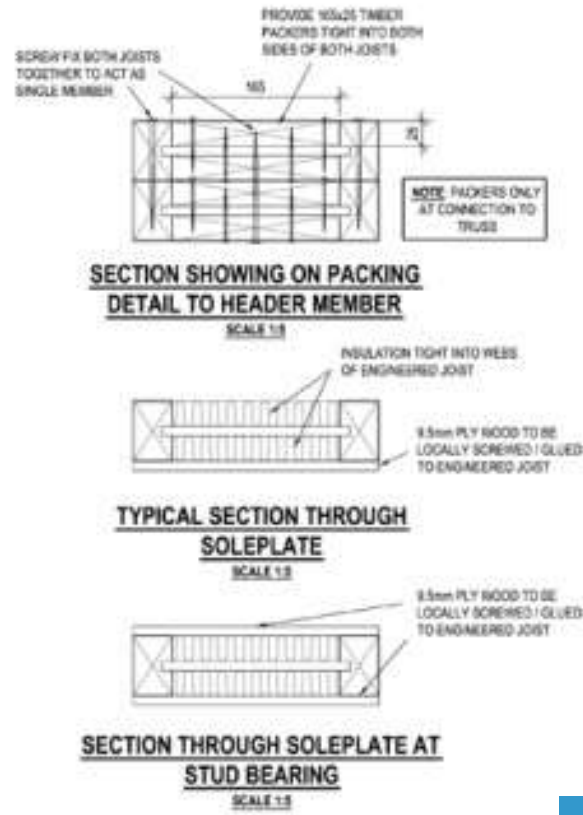 PROVIDE 165x25 TIMBER
PACKERS TIGHT INTO BOTH
SIDES OF BOTH JOISTS
SCREW FIX BOTH JOISTS
TOGETHER TO ACT AS
SINGLE MEMBER
165
25
NOTE: PACKERS ONLY
AT CONNECTION TO
TRUSS
SECTION SHOWING ON PACKING
DETAIL TO HEADER MEMBER
SCALE 1:5
INSULATION TIGHT INTO WEBS
OF ENGINEERED JOIST
9.5mm PLY WOOD TO BE
LOCALLY SCREWED / GLUED
TO ENGINEERED JOIST
TYPICAL SECTION THROUGH
SOLEPLATE
SCALE 1:5
9.5mm PLY WOOD TO BE
LOCALLY SCREWED / GLUED
TO ENGINEERED JOIST
SECTION THROUGH SOLEPLATE AT
STUD BEARING
SCALE 1:5